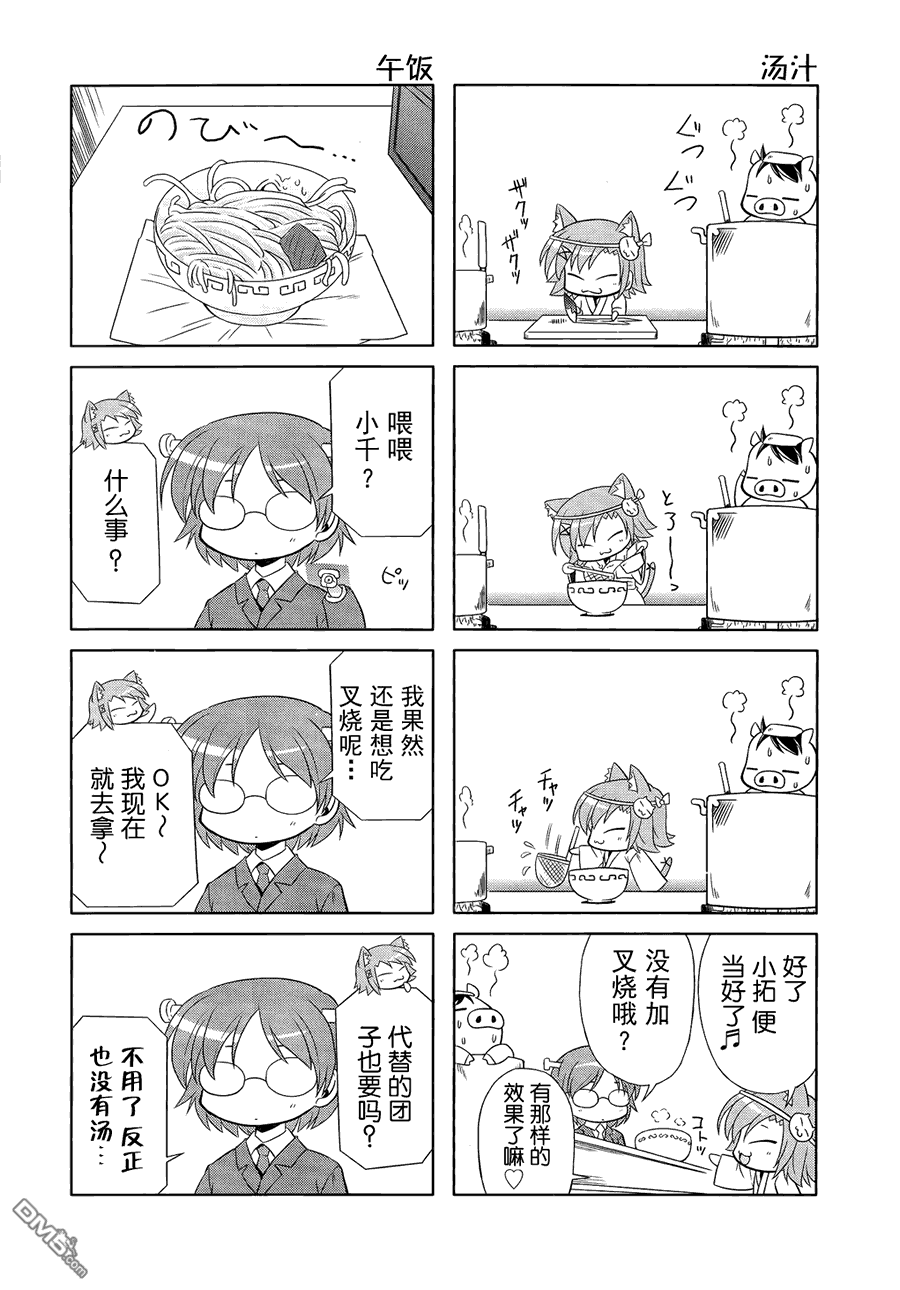 汤汁
ぐつ
ぐつ
ザクッ
ザクッ
とろ～っ
チャッ
チャッ
好了
小拓便
当好了♫
没有加
叉烧哦？
コトッ
有那样的
效果了嘛
♡
午饭
のび～…
喂喂
小千？
什么事？
ピッ
我果然
还是想吃
叉烧呢…
OK～
我现在
就去拿～
代替的团
子也要吗？
不用了 反正
也没有汤…
DM5.com